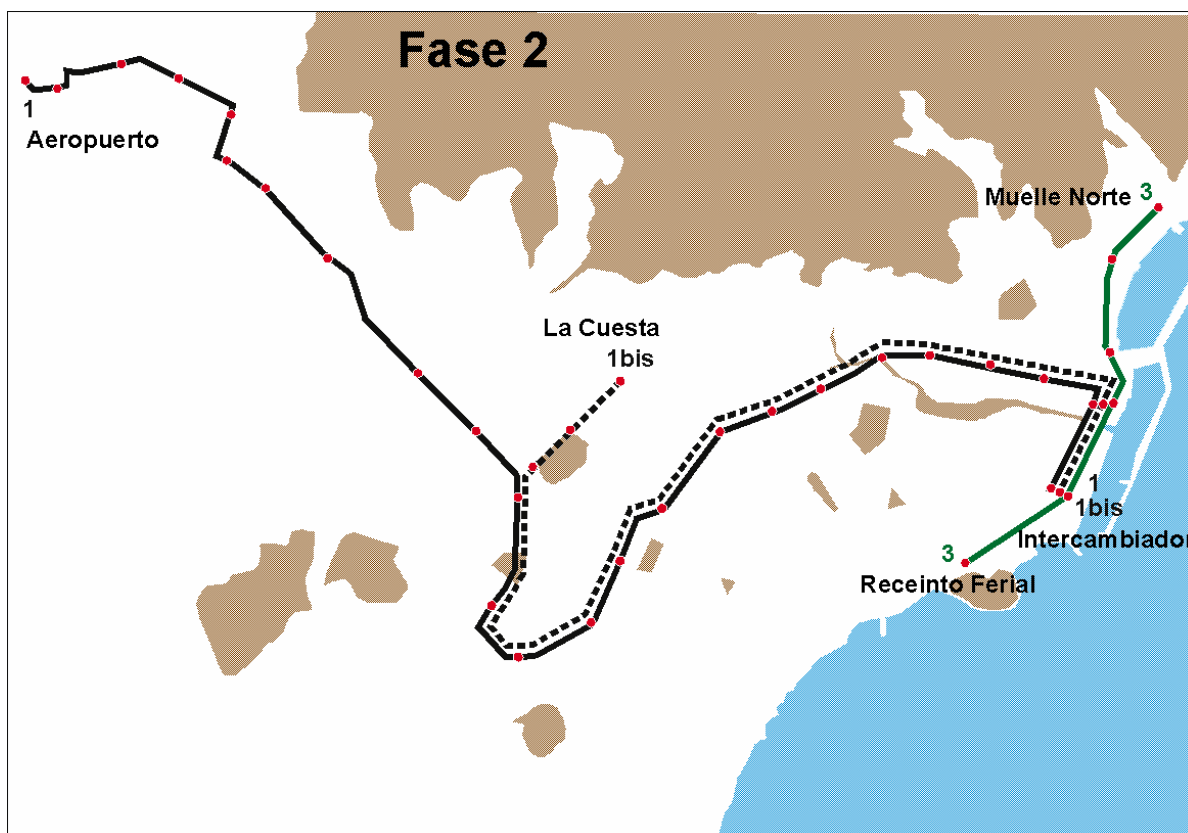 Fase 2
1
Aeropuerto
Muelle Norte 3
La Cuesta
1bis
1
1bis
Intercambiador
3
Receinto Ferial